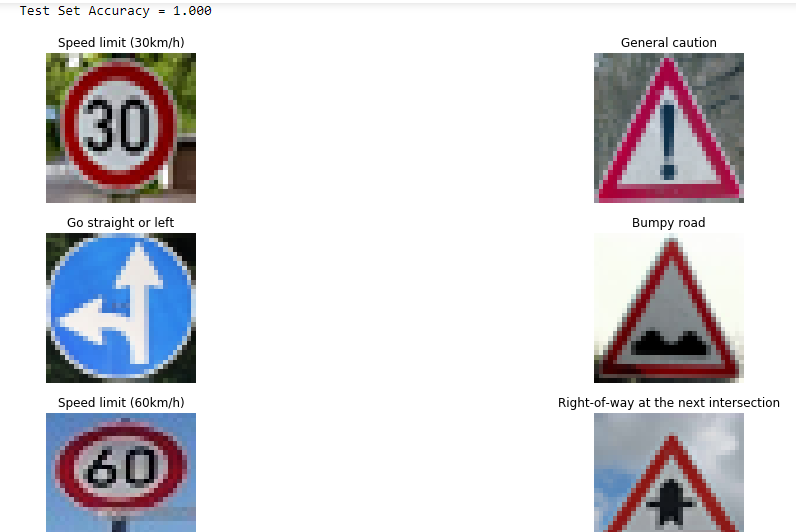 Test Set Accuracy = 1.000
Speed limit (30km/h)
General caution
30
!
Go straight or left
Bumpy road
Speed limit (60km/h)
Right-of-way at the next intersection
60